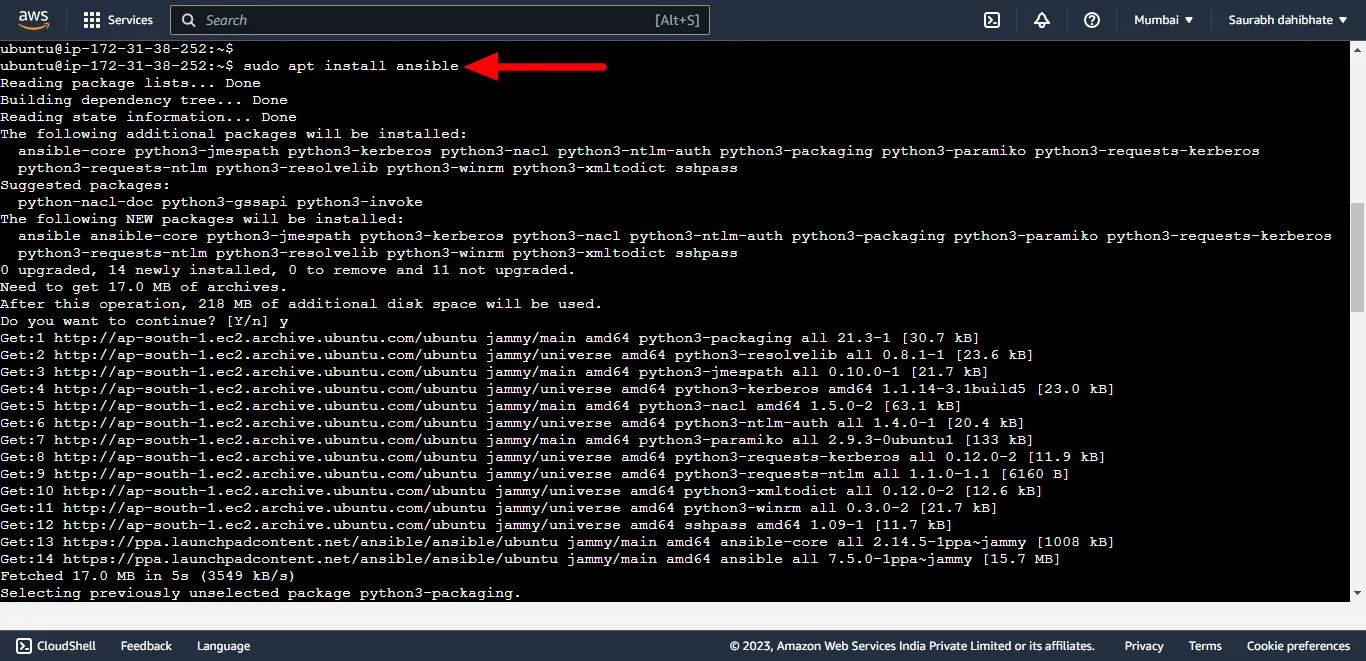 aws Services Search [Alt+S] Mumbai Saurabh dahibhate
ubuntu@ip-172-31-38-252:~$
ubuntu@ip-172-31-38-252:~$ sudo apt install ansible
Reading package lists... Done
Building dependency tree... Done
Reading state information... Done
The following additional packages will be installed:
  ansible-core python3-jmespath python3-kerberos python3-nacl python3-ntlm-auth python3-packaging python3-paramiko python3-requests-kerberos
  python3-requests-ntlm python3-resolvelib python3-winrm python3-xmltodict sshpass
Suggested packages:
  python-nacl-doc python3-gssapi python3-invoke
The following NEW packages will be installed:
  ansible ansible-core python3-jmespath python3-kerberos python3-nacl python3-ntlm-auth python3-packaging python3-paramiko python3-requests-kerberos
  python3-requests-ntlm python3-resolvelib python3-winrm python3-xmltodict sshpass
0 upgraded, 14 newly installed, 0 to remove and 11 not upgraded.
Need to get 17.0 MB of archives.
After this operation, 218 MB of additional disk space will be used.
Do you want to continue? [Y/n] y
Get:1 http://ap-south-1.ec2.archive.ubuntu.com/ubuntu jammy/main amd64 python3-packaging all 21.3-1 [30.7 kB]
Get:2 http://ap-south-1.ec2.archive.ubuntu.com/ubuntu jammy/universe amd64 python3-resolvelib all 0.8.1-1 [23.6 kB]
Get:3 http://ap-south-1.ec2.archive.ubuntu.com/ubuntu jammy/main amd64 python3-jmespath all 0.10.0-1 [21.7 kB]
Get:4 http://ap-south-1.ec2.archive.ubuntu.com/ubuntu jammy/universe amd64 python3-kerberos amd64 1.1.14-3.1build5 [23.0 kB]
Get:5 http://ap-south-1.ec2.archive.ubuntu.com/ubuntu jammy/main amd64 python3-nacl amd64 1.5.0-2 [63.1 kB]
Get:6 http://ap-south-1.ec2.archive.ubuntu.com/ubuntu jammy/universe amd64 python3-ntlm-auth all 1.4.0-1 [20.4 kB]
Get:7 http://ap-south-1.ec2.archive.ubuntu.com/ubuntu jammy/main amd64 python3-paramiko all 2.9.3-0ubuntu1 [133 kB]
Get:8 http://ap-south-1.ec2.archive.ubuntu.com/ubuntu jammy/universe amd64 python3-requests-kerberos all 0.12.0-2 [11.9 kB]
Get:9 http://ap-south-1.ec2.archive.ubuntu.com/ubuntu jammy/universe amd64 python3-requests-ntlm all 1.1.0-1.1 [6160 B]
Get:10 http://ap-south-1.ec2.archive.ubuntu.com/ubuntu jammy/universe amd64 python3-xmltodict all 0.12.0-2 [12.6 kB]
Get:11 http://ap-south-1.ec2.archive.ubuntu.com/ubuntu jammy/universe amd64 python3-winrm all 0.3.0-2 [21.7 kB]
Get:12 http://ap-south-1.ec2.archive.ubuntu.com/ubuntu jammy/universe amd64 sshpass amd64 1.09-1 [11.7 kB]
Get:13 https://ppa.launchpadcontent.net/ansible/ansible/ubuntu jammy/main amd64 ansible-core all 2.14.5-1ppa~jammy [1008 kB]
Get:14 https://ppa.launchpadcontent.net/ansible/ansible/ubuntu jammy/main amd64 ansible all 7.5.0-1ppa~jammy [15.7 MB]
Fetched 17.0 MB in 5s (3549 kB/s)
Selecting previously unselected package python3-packaging.
CloudShell Feedback Language © 2023, Amazon Web Services India Private Limited or its affiliates. Privacy Terms Cookie preferences